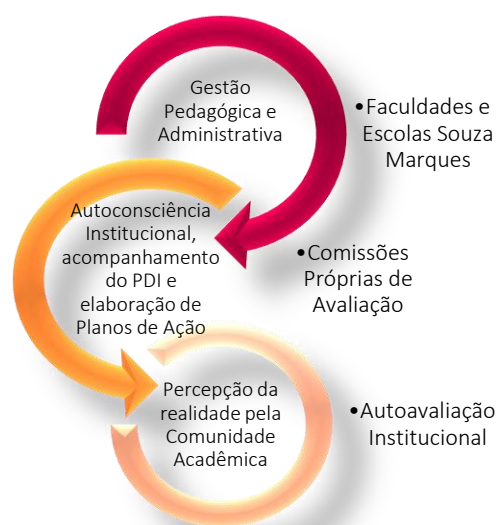 Gestão
Pedagógica e
Administrativa
•Faculdades e
Escolas Souza
Marques
Autoconsciência
Institucional,
acompanhamento
do PDI e
elaboração de
Planos de Ação
•Comissões
Próprias de
Avaliação
Percepção da
realidade pela
Comunidade
Acadêmica
•Autoavaliação
Institucional